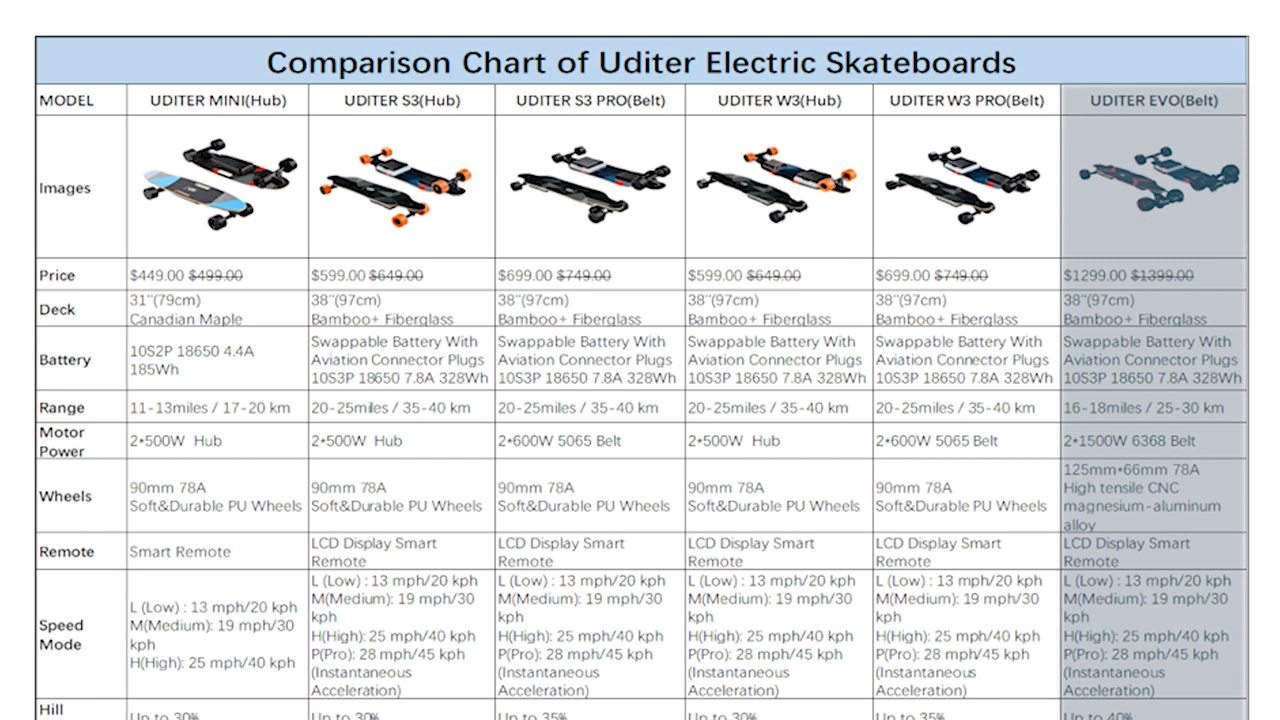 Comparison Chart of Uditer Electric Skateboards
MODEL UDITER MINI(Hub) UDITER S3(Hub) UDITER S3 PRO(Belt) UDITER W3(Hub) UDITER W3 PRO(Belt) UDITER EVO(Belt)
Images
Price $449.00 $499.00 $599.00 $649.00 $699.00 $749.00 $599.00 $649.00 $699.00 $749.00 $1299.00 $1399.00
Deck
31''(79cm)
Canadian Maple
38''(97cm)
Bamboo+ Fiberglass
38''(97cm)
Bamboo+ Fiberglass
38''(97cm)
Bamboo+ Fiberglass
38''(97cm)
Bamboo+ Fiberglass
38''(97cm)
Bamboo+ Fiberglass
Battery
10S2P 18650 4.4A
185Wh
Swappable Battery With
Aviation Connector Plugs
10S3P 18650 7.8A 328Wh
Swappable Battery With
Aviation Connector Plugs
10S3P 18650 7.8A 328Wh
Swappable Battery With
Aviation Connector Plugs
10S3P 18650 7.8A 328Wh
Swappable Battery With
Aviation Connector Plugs
10S3P 18650 7.8A 328Wh
Swappable Battery With
Aviation Connector Plugs
10S3P 18650 7.8A 328Wh
Range 11-13miles / 17-20 km 20-25miles / 35-40 km 20-25miles / 35-40 km 20-25miles / 35-40 km 20-25miles / 35-40 km 16-18miles / 25-30 km
Motor
Power
2*500W Hub 2*500W Hub 2*600W 5065 Belt 2*500W Hub 2*600W 5065 Belt 2*1500W 6368 Belt
Wheels
90mm 78A
Soft&Durable PU Wheels
90mm 78A
Soft&Durable PU Wheels
90mm 78A
Soft&Durable PU Wheels
90mm 78A
Soft&Durable PU Wheels
90mm 78A
Soft&Durable PU Wheels
125mm*66mm 78A
High tensile CNC
magnesium-aluminum
alloy
Remote
Smart Remote
LCD Display Smart
Remote
LCD Display Smart
Remote
LCD Display Smart
Remote
LCD Display Smart
Remote
LCD Display Smart
Remote
Speed
Mode
L (Low) : 13 mph/20 kph
M(Medium): 19 mph/30
kph
H(High): 25 mph/40 kph
L (Low) : 13 mph/20 kph
M(Medium): 19 mph/30
kph
H(High): 25 mph/40 kph
P(Pro): 28 mph/45 kph
(Instantaneous
Acceleration)
L (Low) : 13 mph/20 kph
M(Medium): 19 mph/30
kph
H(High): 25 mph/40 kph
P(Pro): 28 mph/45 kph
(Instantaneous
Acceleration)
L (Low) : 13 mph/20 kph
M(Medium): 19 mph/30
kph
H(High): 25 mph/40 kph
P(Pro): 28 mph/45 kph
(Instantaneous
Acceleration)
L (Low) : 13 mph/20 kph
M(Medium): 19 mph/30
kph
H(High): 25 mph/40 kph
P(Pro): 28 mph/45 kph
(Instantaneous
Acceleration)
L (Low) : 13 mph/20 kph
M(Medium): 19 mph/30
kph
H(High): 25 mph/40 kph
P(Pro): 28 mph/45 kph
(Instantaneous
Acceleration)
Hill
Up to 30% Up to 30% Up to 35% Up to 30% Up to 35% Up to 40%